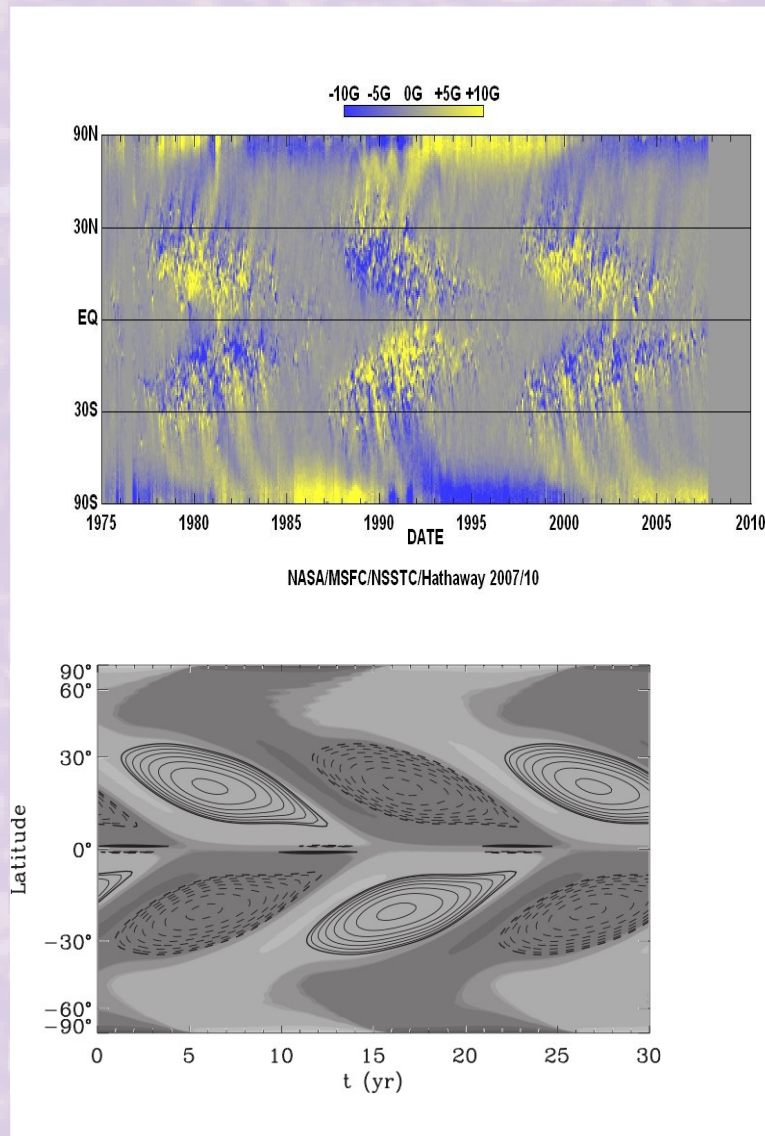 -10G -5G 0G +5G +10G
90N
30N
EQ
30S
90S
1975 1980 1985 1990 1995 2000 2005 2010
DATE
NASA/MSFC/NSSTC/Hathaway 2007/10
90°
60°
30°
0°
-30°
-60°
-90°
Latitude
0 5 10 15 20 25 30
t (yr)